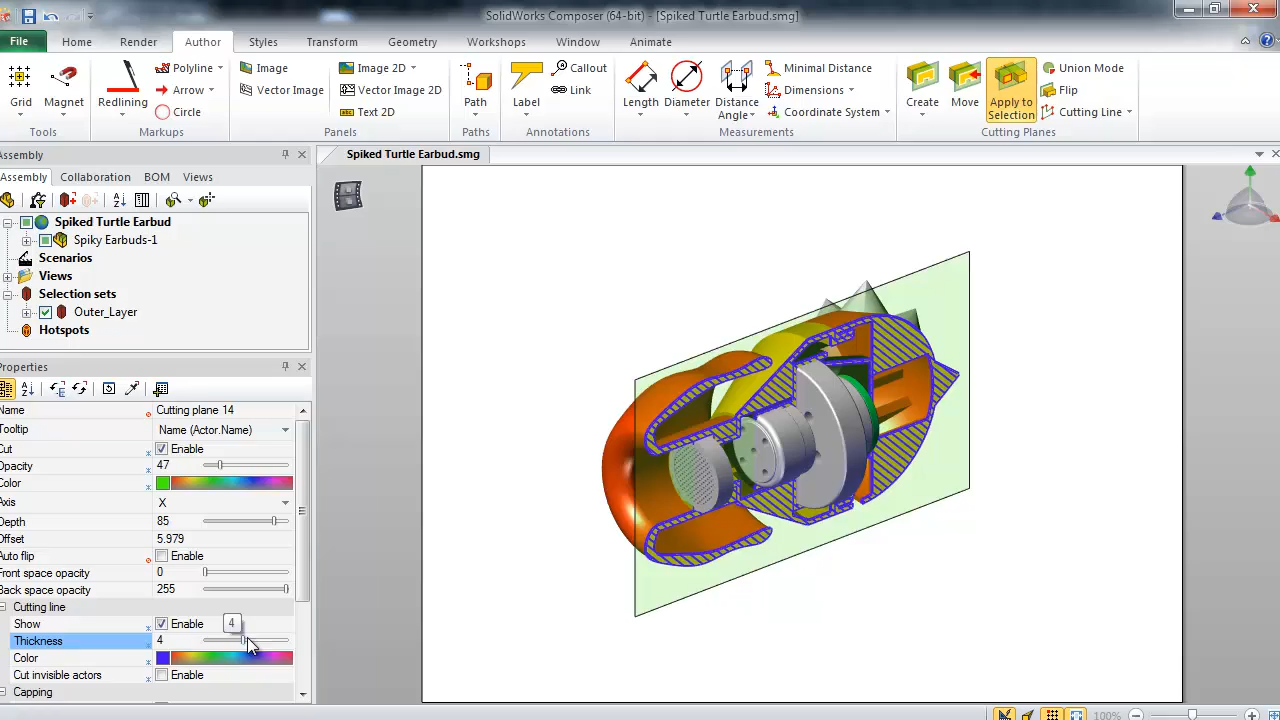 SolidWorks Composer (64-bit) - [Spiked Turtle Earbud.smg]
File Home Render Author Styles Transform Geometry Workshops Window Animate
Grid Magnet
Tools
Redlining Polyline Arrow Circle
Markups
Image Vector Image Image 2D Vector Image 2D Text 2D
Panels
Path
Paths
Label Callout Link
Annotations
Length Diameter Distance Angle Minimal Distance Dimensions Coordinate System
Measurements
Create Move Apply to Selection Union Mode Flip Cutting Line
Cutting Planes
Assembly
Spiked Turtle Earbud.smg
Assembly Collaboration BOM Views
Spiked Turtle Earbud
Spiky Earbuds-1
Scenarios
Views
Selection sets
Outer_Layer
Hotspots
Properties
Name Cutting plane 14
Tooltip Name (Actor.Name)
Cut Enable
Opacity 47
Color
Axis X
Depth 85
Offset 5.979
Auto flip Enable
Front space opacity 0
Back space opacity 255
Cutting line
Show Enable 4
Thickness 4
Color
Cut invisible actors Enable
Capping
100%